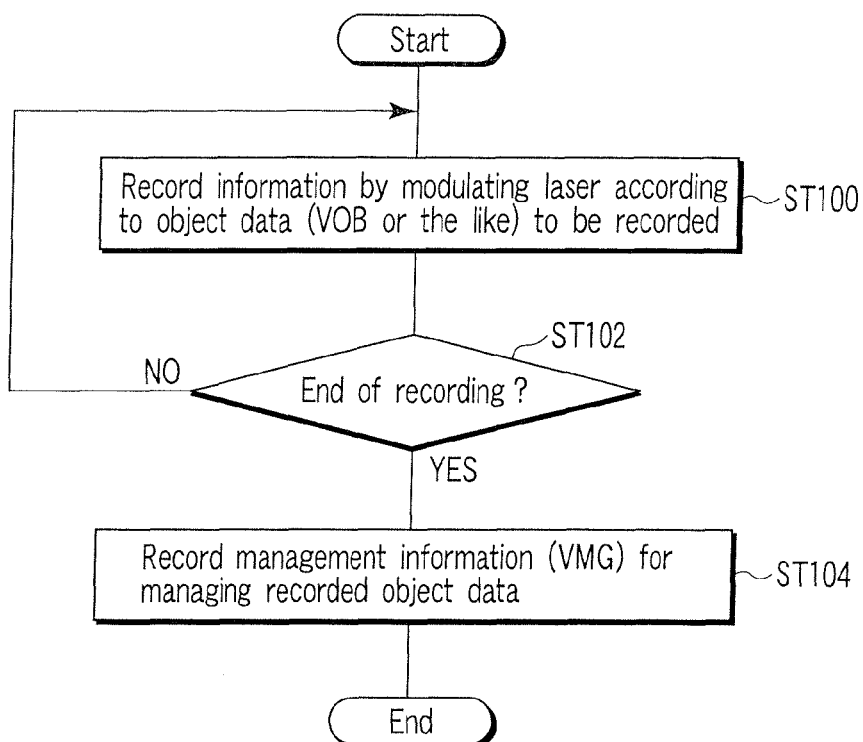 Start
Record information by modulating laser according
to object data (VOB or the like) to be recorded
ST100
ST102
NO
End of recording ?
YES
Record management information (VMG) for
managing recorded object data
ST104
End